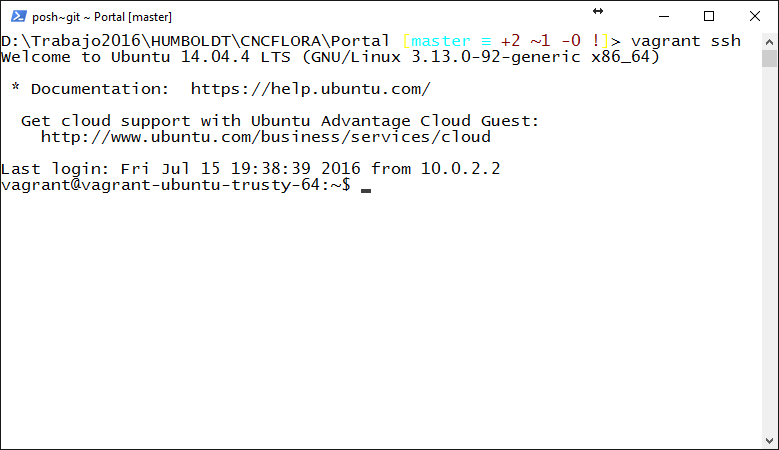 posh~git ~ Portal [master]
D:\Trabajo2016\HUMBOLDT\CNCFLORA\Portal [master ≡ +2 ~1 -0 !]> vagrant ssh
Welcome to Ubuntu 14.04.4 LTS (GNU/Linux 3.13.0-92-generic x86_64)
* Documentation:  https://help.ubuntu.com/
Get cloud support with Ubuntu Advantage Cloud Guest:
http://www.ubuntu.com/business/services/cloud
Last login: Fri Jul 15 19:38:39 2016 from 10.0.2.2
vagrant@vagrant-ubuntu-trusty-64:~$